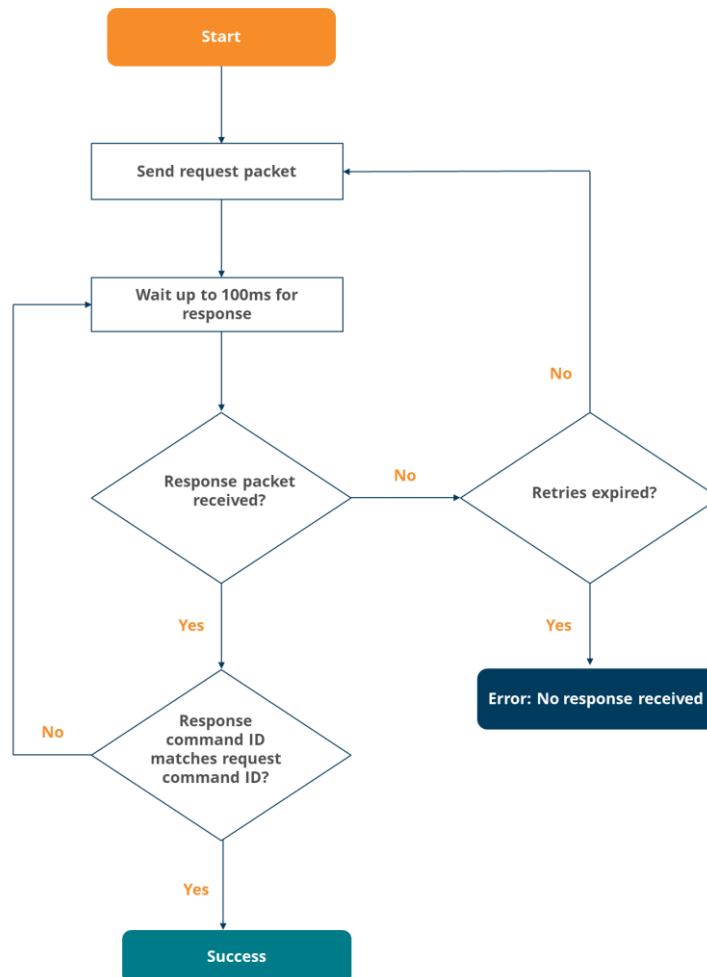 Start
Send request packet
Wait up to 100ms for
response
No
Response packet
received?
No
Retries expired?
Yes
Yes
Error: No response received
No
Response
command ID
matches request
command ID?
Yes
Success